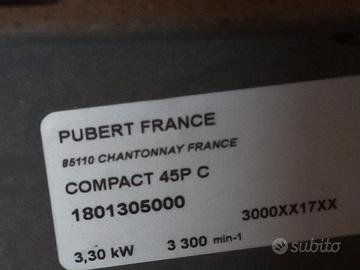 PUBERT FRANCE
85110 CHANTONNAY FRANCE
COMPACT 45P C
1801305000
3000XX17XX
3,30 kW 3 300 min-1
subito